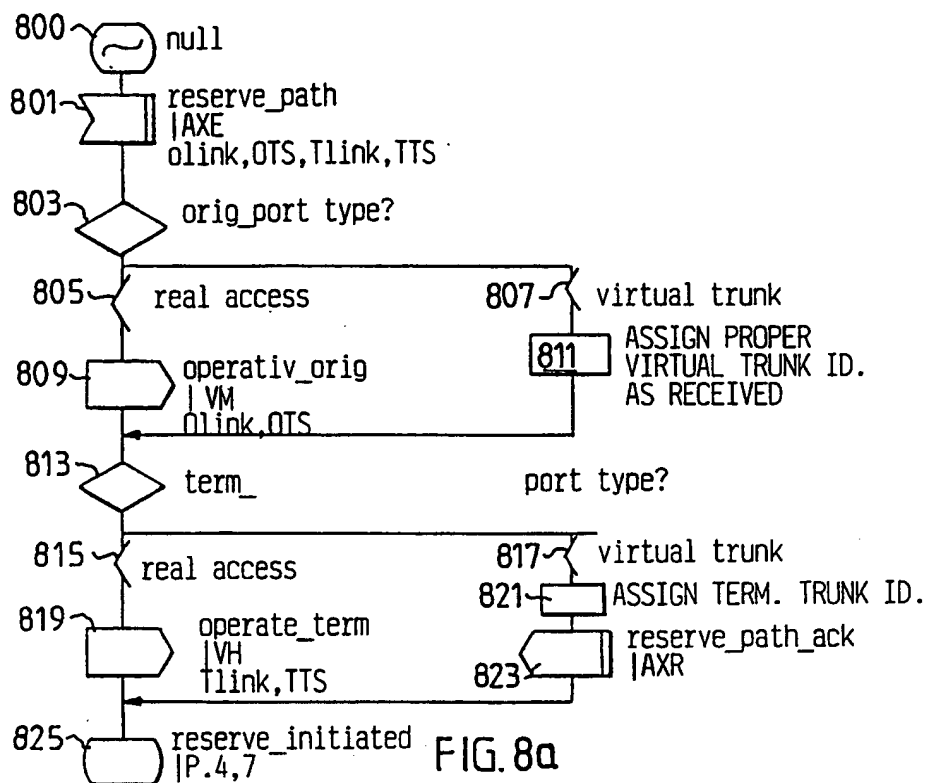 800
null
801
reserve_path
|AXE
olink,OTS,Tlink,TTS
803
orig_port type?
805
real access
807
virtual trunk
809
operativ_orig
|VM
Olink,OTS
811
ASSIGN PROPER
VIRTUAL TRUNK ID.
AS RECEIVED
813
term_ port type?
815
real access
817
virtual trunk
821
ASSIGN TERM. TRUNK ID.
819
operate_term
|VH
Tlink,TTS
823
reserve_path_ack
|AXR
825
reserve_initiated
|P.4,7
FIG. 8a